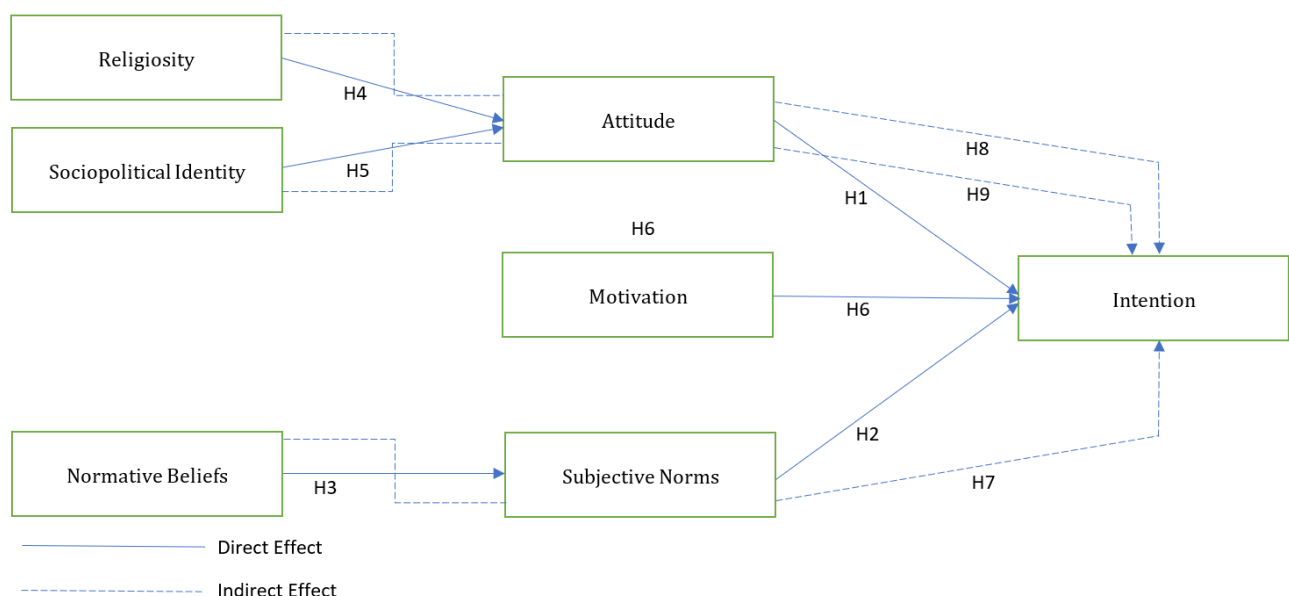 Religiosity
H4
Attitude
Sociopolitical Identity
H5
H8
H9
H1
H6
Motivation
H6
Intention
H2
Normative Beliefs
H3
Subjective Norms
H7
Direct Effect
Indirect Effect